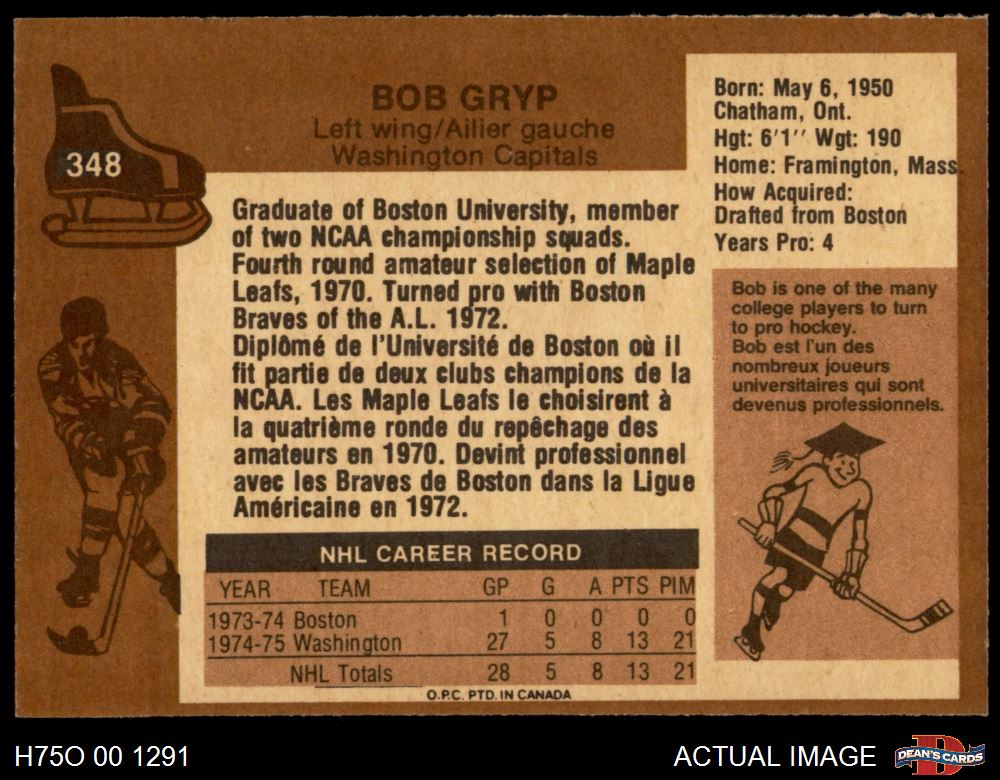 348
BOB GRYP
Left wing/Ailier gauche
Washington Capitals
Born: May 6, 1950
Chatham, Ont.
Hgt: 6'1'' Wgt: 190
Home: Framington, Mass.
How Acquired:
Drafted from Boston
Years Pro: 4
Graduate of Boston University, member
of two NCAA championship squads.
Fourth round amateur selection of Maple
Leafs, 1970. Turned pro with Boston
Braves of the A.L. 1972.
Diplômé de l'Université de Boston où il
fit partie de deux clubs champions de la
NCAA. Les Maple Leafs le choisirent à
la quatrième ronde du repêchage des
amateurs en 1970. Devint professionnel
avec les Braves de Boston dans la Ligue
Américaine en 1972.
Bob is one of the many
college players to turn
to pro hockey.
Bob est l'un des
nombreux joueurs
universitaires qui sont
devenus professionnels.
NHL CAREER RECORD
YEAR TEAM GP G A PTS PIM
1973-74 Boston 1 0 0 0 0
1974-75 Washington 27 5 8 13 21
NHL Totals 28 5 8 13 21
O.P.C. PTD. IN CANADA
H75O 00 1291
ACTUAL IMAGE
D
DEAN'S CARDS